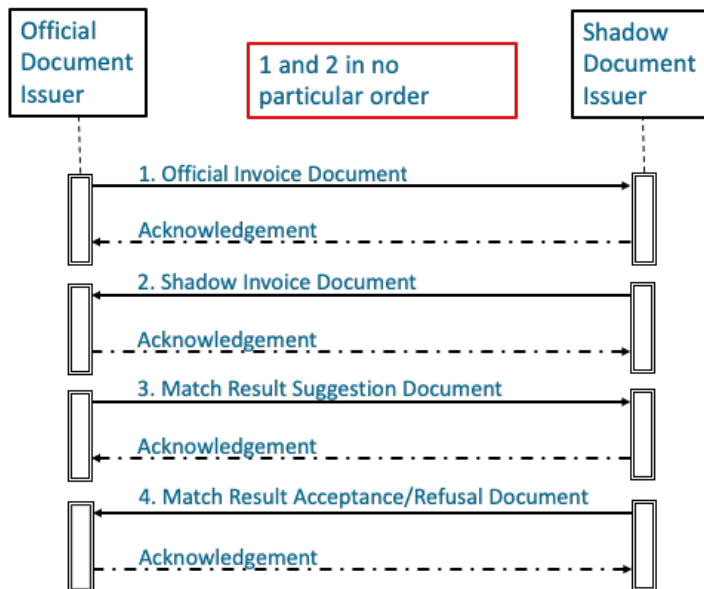 Official
Document
Issuer
1 and 2 in no
particular order
Shadow
Document
Issuer
1. Official Invoice Document
Acknowledgement
2. Shadow Invoice Document
Acknowledgement
3. Match Result Suggestion Document
Acknowledgement
4. Match Result Acceptance/Refusal Document
Acknowledgement